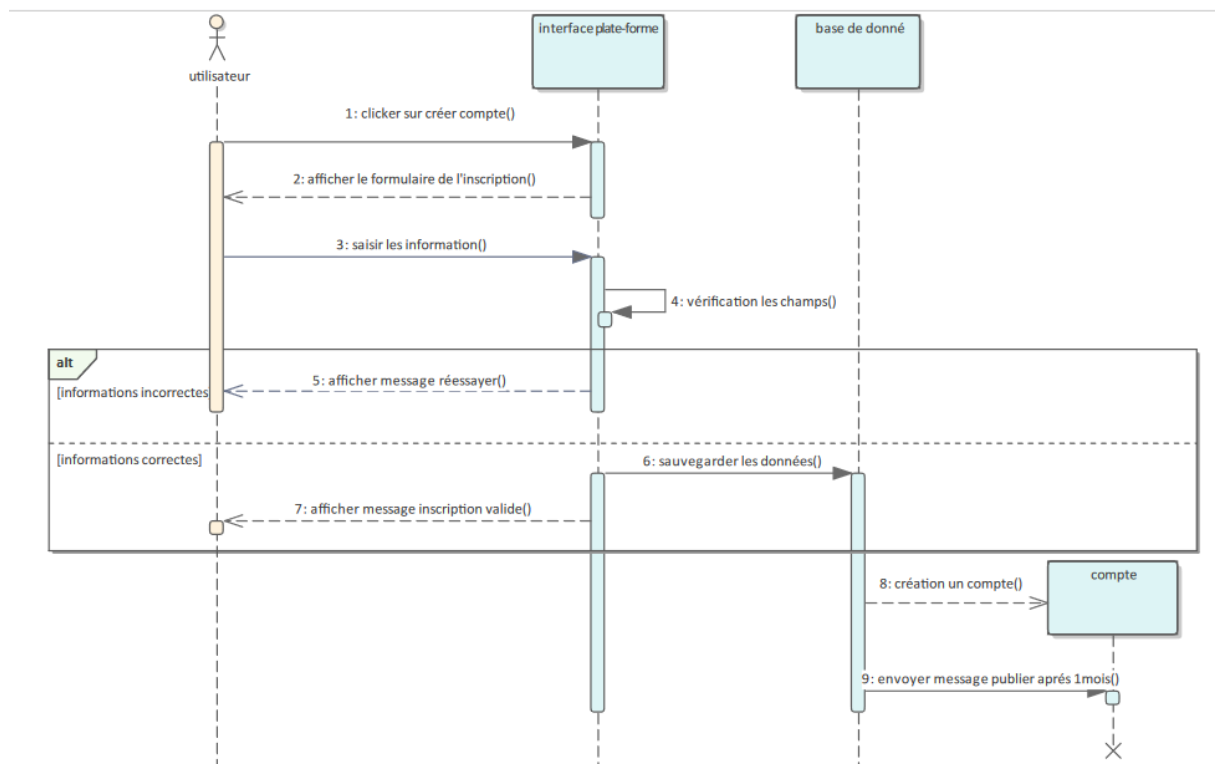 utilisateur
interface plate-forme
base de donné
1: clicker sur créer compte()
2: afficher le formulaire de l'inscription()
3: saisir les information()
4: vérification les champs()
alt
5: afficher message réessayer()
[informations incorrectes
[informations correctes]
6: sauvegarder les données()
7: afficher message inscription valide()
8: création un compte()
compte
9: envoyer message publier aprés 1mois()